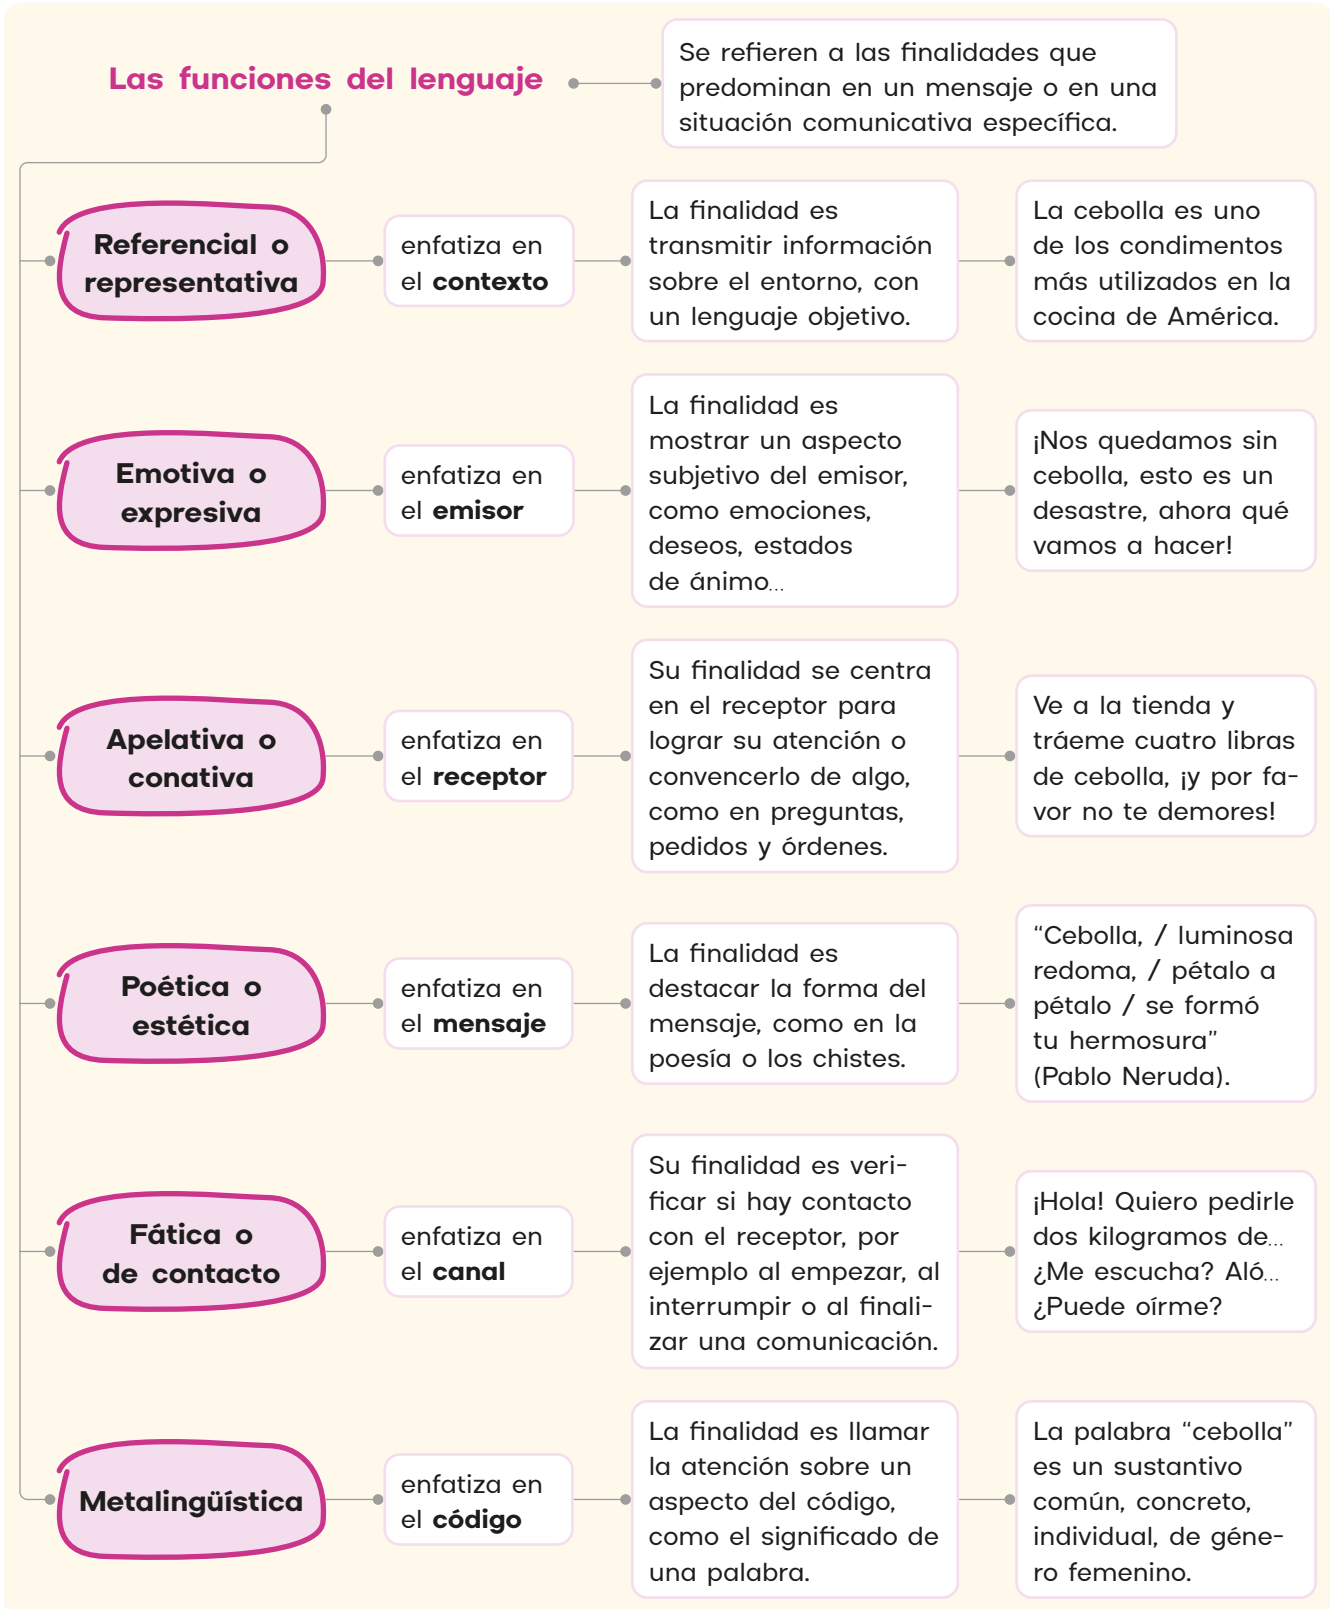 Las funciones del lenguaje
Se refieren a las finalidades que
predominan en un mensaje o en una
situación comunicativa específica.
Referencial o
representativa
enfatiza en
el contexto
La finalidad es
transmitir información
sobre el entorno, con
un lenguaje objetivo.
La cebolla es uno
de los condimentos
más utilizados en la
cocina de América.
Emotiva o
expresiva
enfatiza en
el emisor
La finalidad es
mostrar un aspecto
subjetivo del emisor,
como emociones,
deseos, estados
de ánimo...
¡Nos quedamos sin
cebolla, esto es un
desastre, ahora qué
vamos a hacer!
Apelativa o
conativa
enfatiza en
el receptor
Su finalidad se centra
en el receptor para
lograr su atención o
convencerlo de algo,
como en preguntas,
pedidos y órdenes.
Ve a la tienda y
tráeme cuatro libras
de cebolla, ¡y por fa-
vor no te demores!
Poética o
estética
enfatiza en
el mensaje
La finalidad es
destacar la forma del
mensaje, como en la
poesía o los chistes.
“Cebolla, / luminosa
redoma, / pétalo a
pétalo / se formó
tu hermosura”
(Pablo Neruda).
Fática o
de contacto
enfatiza en
el canal
Su finalidad es veri-
ficar si hay contacto
con el receptor, por
ejemplo al empezar, al
interrumpir o al finali-
zar una comunicación.
¡Hola! Quiero pedirle
dos kilogramos de...
¿Me escucha? Aló...
¿Puede oírme?
Metalingüística
enfatiza en
el código
La finalidad es llamar
la atención sobre un
aspecto del código,
como el significado de
una palabra.
La palabra “cebolla”
es un sustantivo
común, concreto,
individual, de géne-
ro femenino.